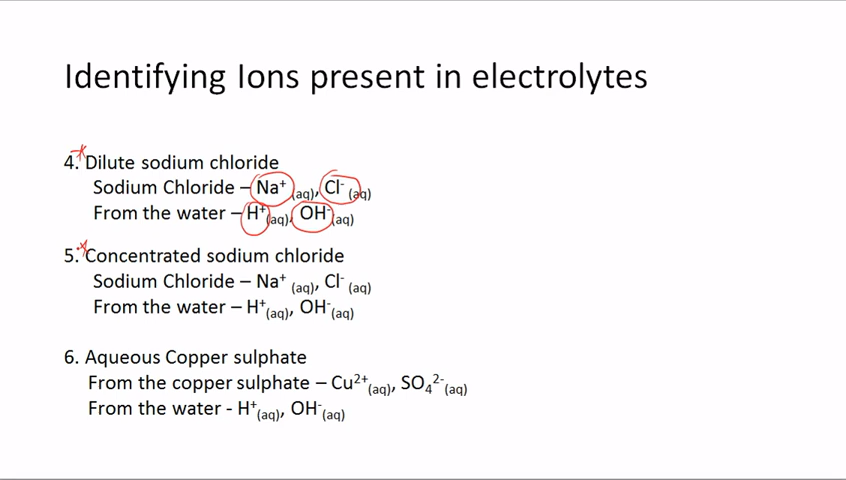 Identifying Ions present in electrolytes
4. Dilute sodium chloride
Sodium Chloride – Na⁺ (aq), Cl⁻ (aq)
From the water – H⁺(aq), OH⁻(aq)
5. Concentrated sodium chloride
Sodium Chloride – Na⁺ (aq), Cl⁻ (aq)
From the water – H⁺(aq), OH⁻(aq)
6. Aqueous Copper sulphate
From the copper sulphate – Cu²⁺(aq), SO₄²⁻(aq)
From the water - H⁺(aq), OH⁻(aq)